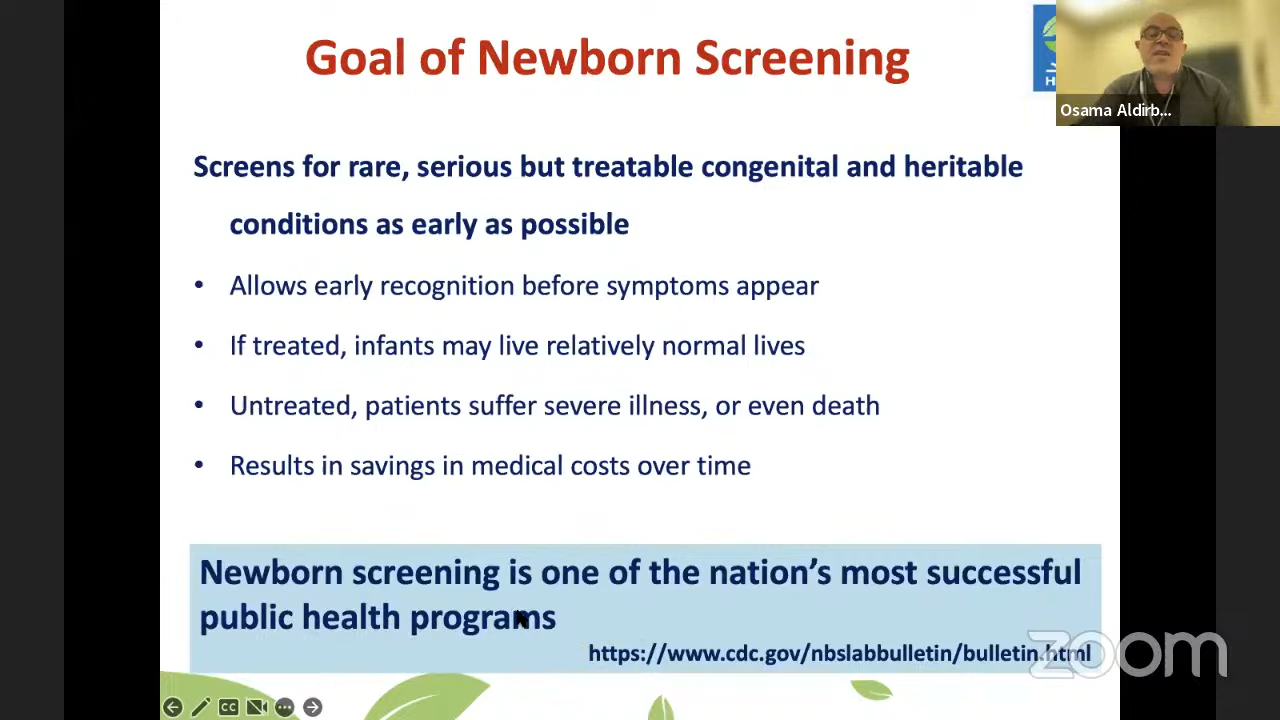 Goal of Newborn Screening
H
Osama Aldirb...
Screens for rare, serious but treatable congenital and heritable
conditions as early as possible
• Allows early recognition before symptoms appear
• If treated, infants may live relatively normal lives
• Untreated, patients suffer severe illness, or even death
• Results in savings in medical costs over time
Newborn screening is one of the nation’s most successful
public health programs
https://www.cdc.gov/nbslabbulletin/bulletin.html
zoom
CC